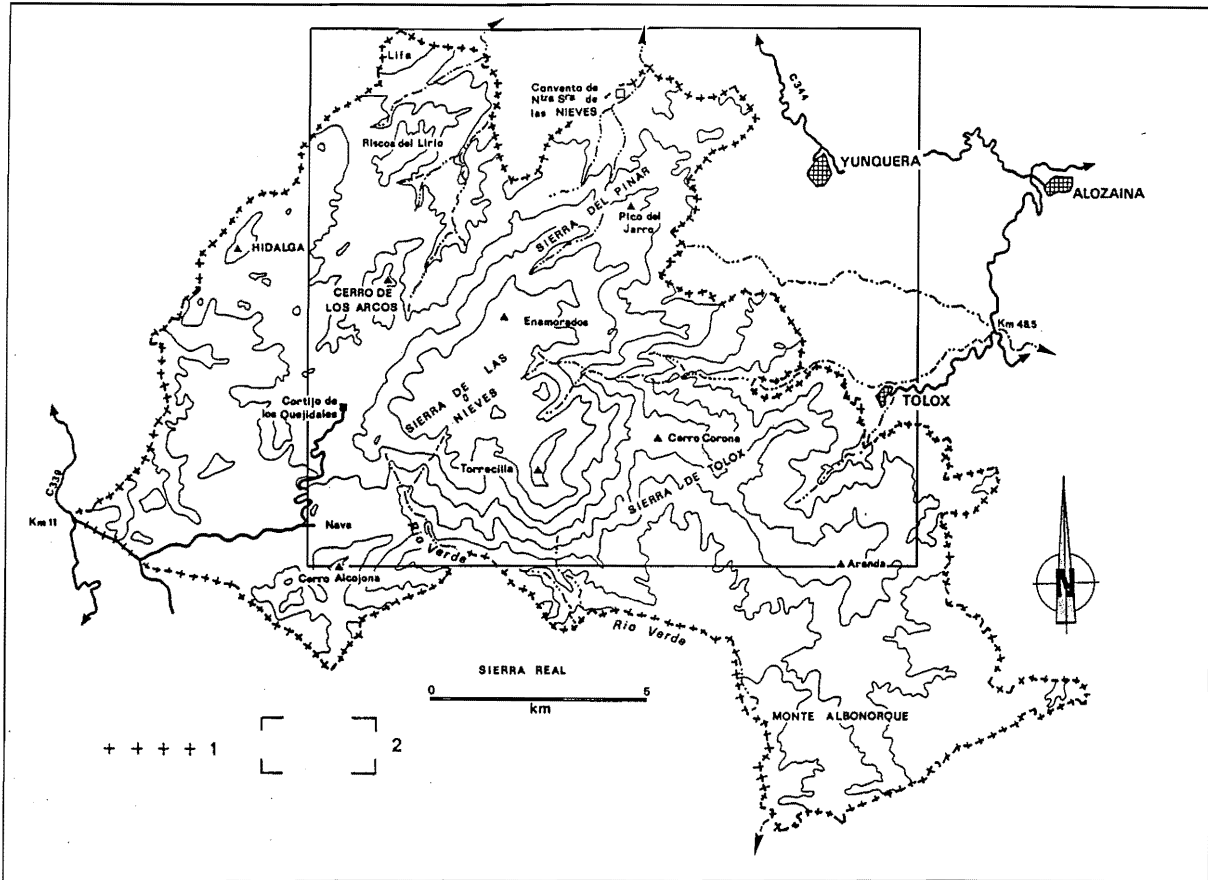 Lifa
C344
Convento de
Ntra Sra de
las NIEVES
Riscos del Lirio
YUNQUERA
ALOZAINA
SIERRA DEL PINAR
Pico del
Jarro
HIDALGA
CERRO DE
LOS ARCOS
Enamorados
Km 48.5
SIERRA DE LAS
NIEVES
Cortijo de
los Quejidales
TOLOX
Cerro Corona
Torrecilla
SIERRA DE TOLOX
C339
Km 11
Nava
Rio Verde
Cerro Alcojona
Aranda
N
Rio Verde
SIERRA REAL
0 5
km
MONTE ALBONORQUE
1
2